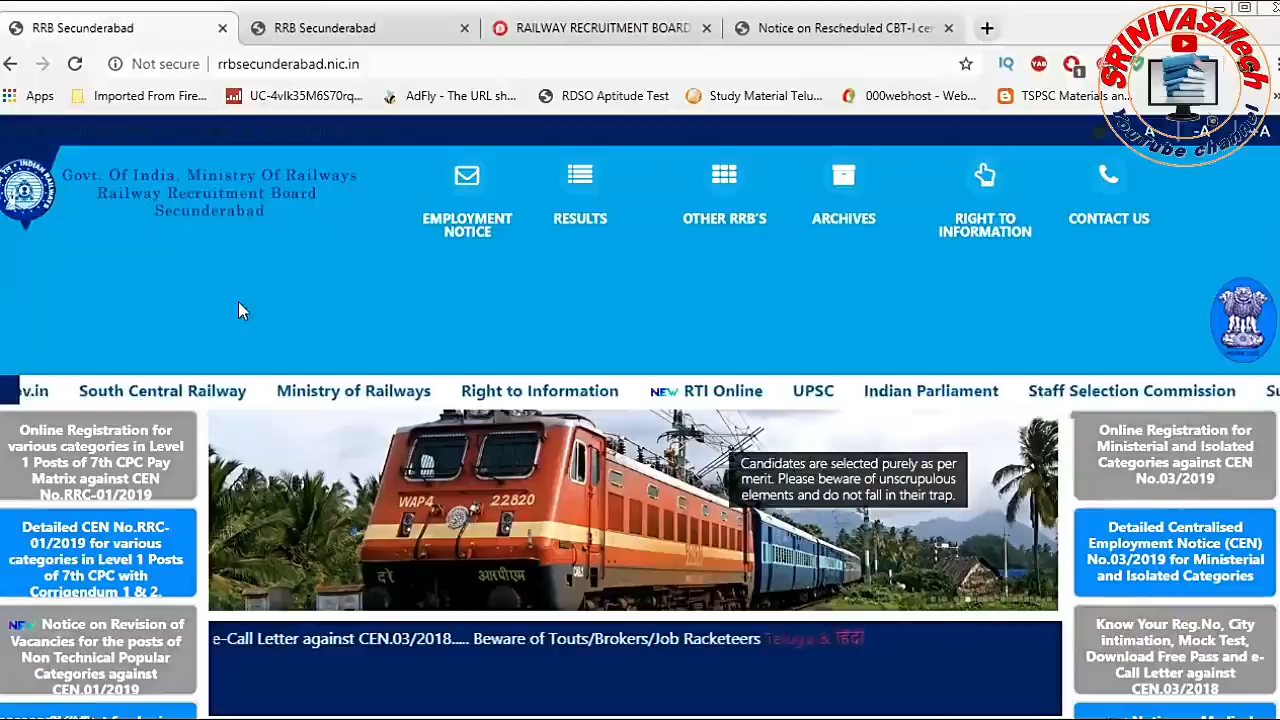 RRB Secunderabad
RRB Secunderabad
RAILWAY RECRUITMENT BOARD
Notice on Rescheduled CBT-I cen
Not secure
rrbsecunderabad.nic.in
Apps
Imported From Fire...
UC-4vIk35M6S70rq...
AdFly - The URL sh...
RDSO Aptitude Test
Study Material Telu...
000webhost - Web...
TSPSC Materials an...
SRINIVASMech
YouTube channel
A
-A
+A
Govt. Of India, Ministry Of Railways
Railway Recruitment Board
Secunderabad
EMPLOYMENT
NOTICE
RESULTS
OTHER RRB'S
ARCHIVES
RIGHT TO
INFORMATION
CONTACT US
ov.in South Central Railway Ministry of Railways Right to Information NEW RTI Online UPSC Indian Parliament Staff Selection Commission Su
Online Registration for
various categories in Level
1 Posts of 7th CPC Pay
Matrix against CEN
No.RRC-01/2019
Detailed CEN No.RRC-
01/2019 for various
categories in Level 1 Posts
of 7th CPC with
Corrigendum 1 & 2.
NEW Notice on Revision of
Vacancies for the posts of
Non Technical Popular
Categories against
CEN.01/2019
WAP4 22820
Candidates are selected purely as per
merit. Please beware of unscrupulous
elements and do not fall in their trap.
e-Call Letter against CEN.03/2018..... Beware of Touts/Brokers/Job Racketeers Telugu & हिंदी
Online Registration for
Ministerial and Isolated
Categories against CEN
No.03/2019
Detailed Centralised
Employment Notice (CEN)
No.03/2019 for Ministerial
and Isolated Categories
Know Your Reg.No, City
intimation, Mock Test,
Download Free Pass and e-
Call Letter against
CEN.03/2018